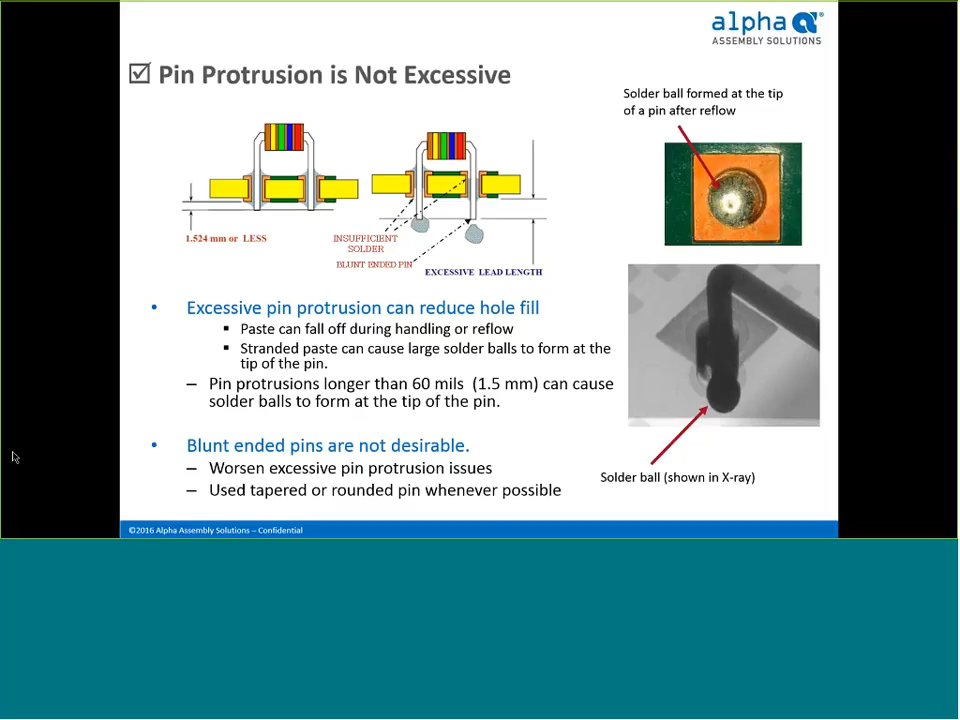 alpha
ASSEMBLY SOLUTIONS
Pin Protrusion is Not Excessive
Solder ball formed at the tip
of a pin after reflow
1.524 mm or LESS
INSUFFICIENT
SOLDER
BLUNT ENDED PIN
EXCESSIVE LEAD LENGTH
• Excessive pin protrusion can reduce hole fill
▪ Paste can fall off during handling or reflow
▪ Stranded paste can cause large solder balls to form at the
tip of the pin.
– Pin protrusions longer than 60 mils (1.5 mm) can cause
solder balls to form at the tip of the pin.
• Blunt ended pins are not desirable.
– Worsen excessive pin protrusion issues
– Used tapered or rounded pin whenever possible
Solder ball (shown in X-ray)
©2016 Alpha Assembly Solutions – Confidential